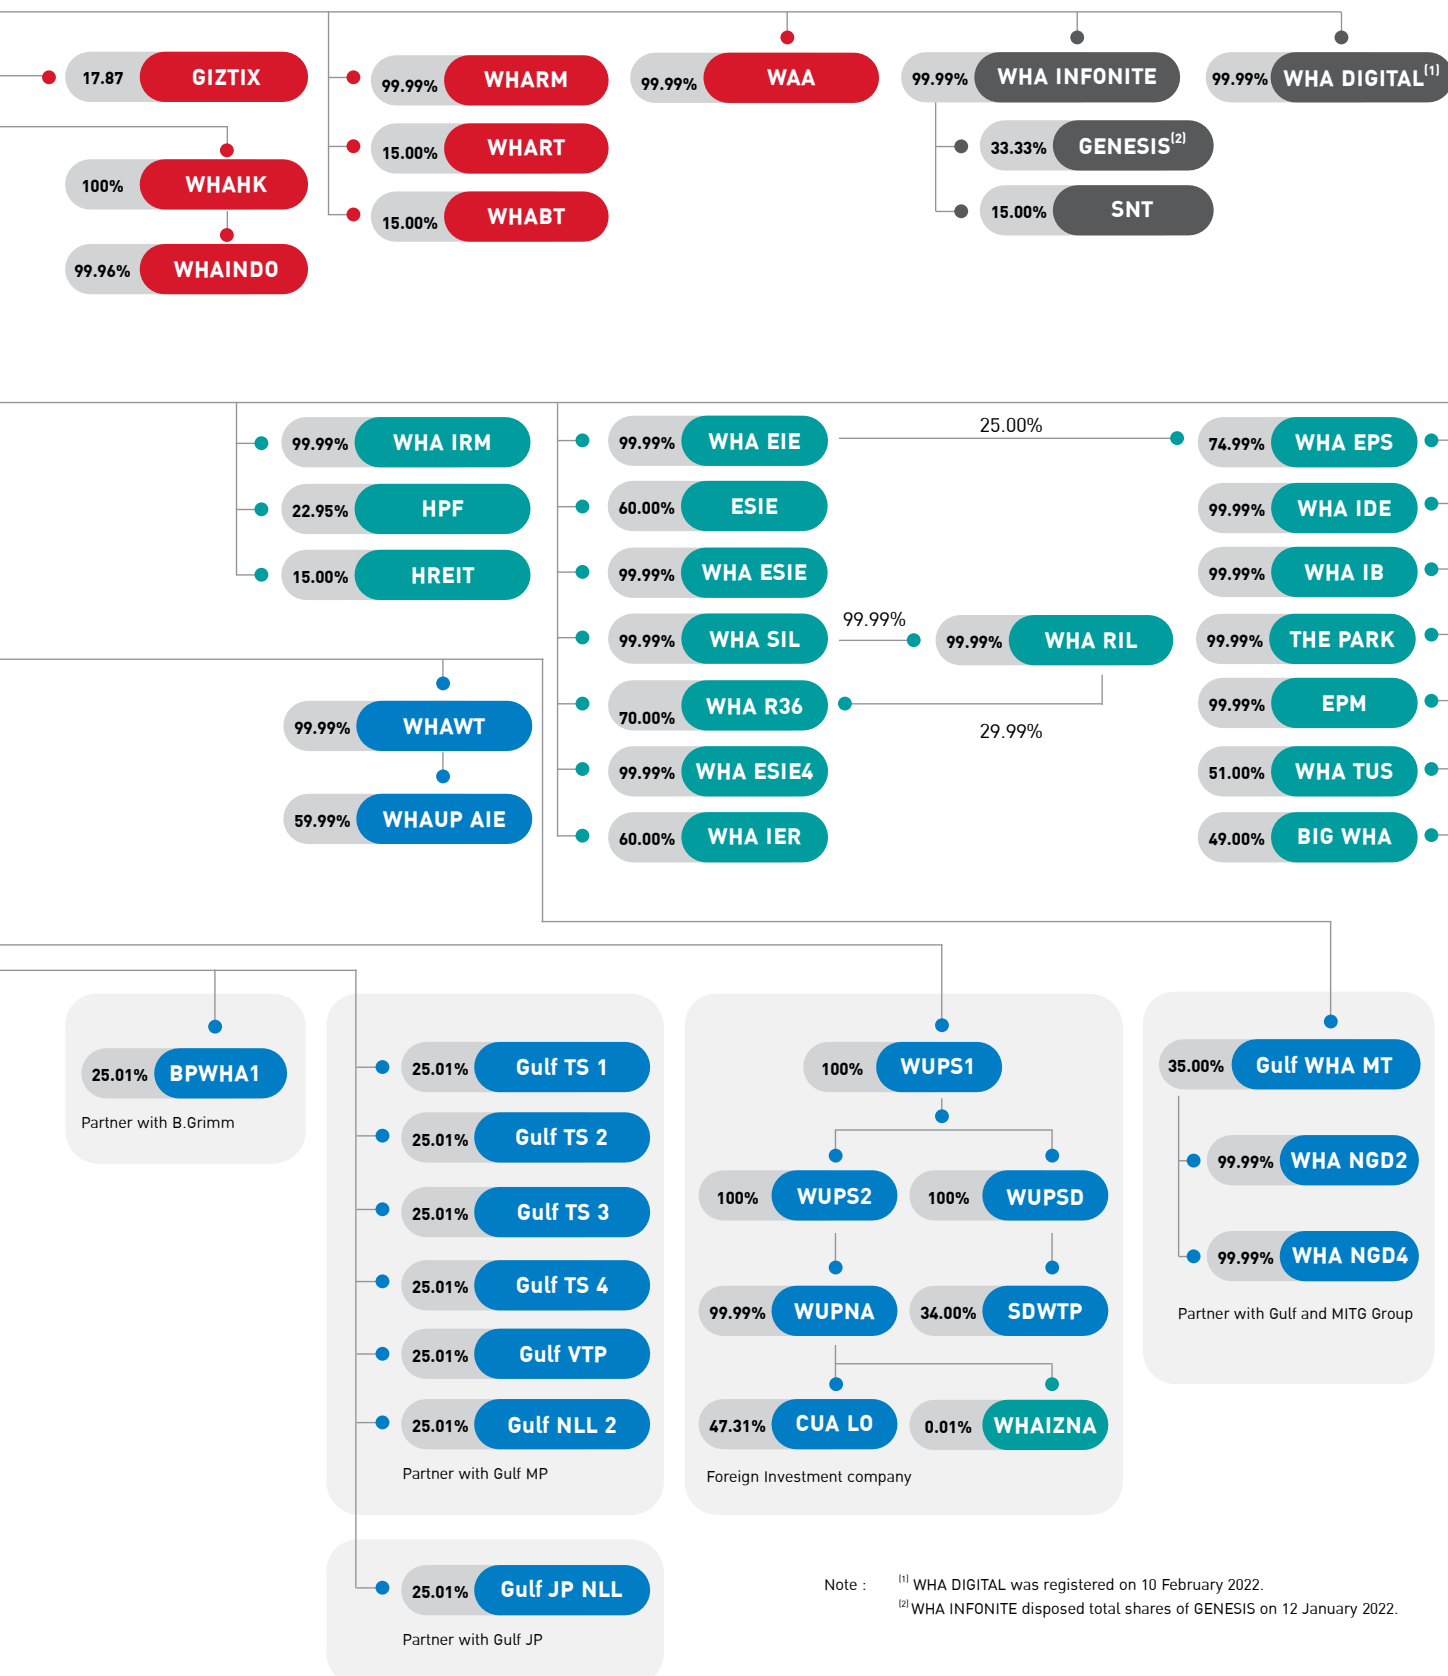 17.87 GIZTIX
100% WHAHK
99.96% WHAINDO
99.99% WHARM
15.00% WHART
15.00% WHABT
99.99% WAA
99.99% WHA INFONITE
33.33% GENESIS(2)
15.00% SNT
99.99% WHA DIGITAL(1)
99.99% WHA IRM
22.95% HPF
15.00% HREIT
99.99% WHA EIE
25.00%
60.00% ESIE
99.99% WHA ESIE
99.99% WHA SIL
99.99%
99.99% WHA RIL
70.00% WHA R36
29.99%
99.99% WHA ESIE4
60.00% WHA IER
74.99% WHA EPS
99.99% WHA IDE
99.99% WHA IB
99.99% THE PARK
99.99% EPM
51.00% WHA TUS
49.00% BIG WHA
99.99% WHAWT
59.99% WHAUP AIE
25.01% BPWHA1
Partner with B.Grimm
25.01% Gulf TS 1
25.01% Gulf TS 2
25.01% Gulf TS 3
25.01% Gulf TS 4
25.01% Gulf VTP
25.01% Gulf NLL 2
Partner with Gulf MP
25.01% Gulf JP NLL
Partner with Gulf JP
100% WUPS1
100% WUPS2
100% WUPSD
99.99% WUPNA
34.00% SDWTP
47.31% CUA LO
0.01% WHAIZNA
Foreign Investment company
35.00% Gulf WHA MT
99.99% WHA NGD2
99.99% WHA NGD4
Partner with Gulf and MITG Group
Note : (1) WHA DIGITAL was registered on 10 February 2022.
(2) WHA INFONITE disposed total shares of GENESIS on 12 January 2022.